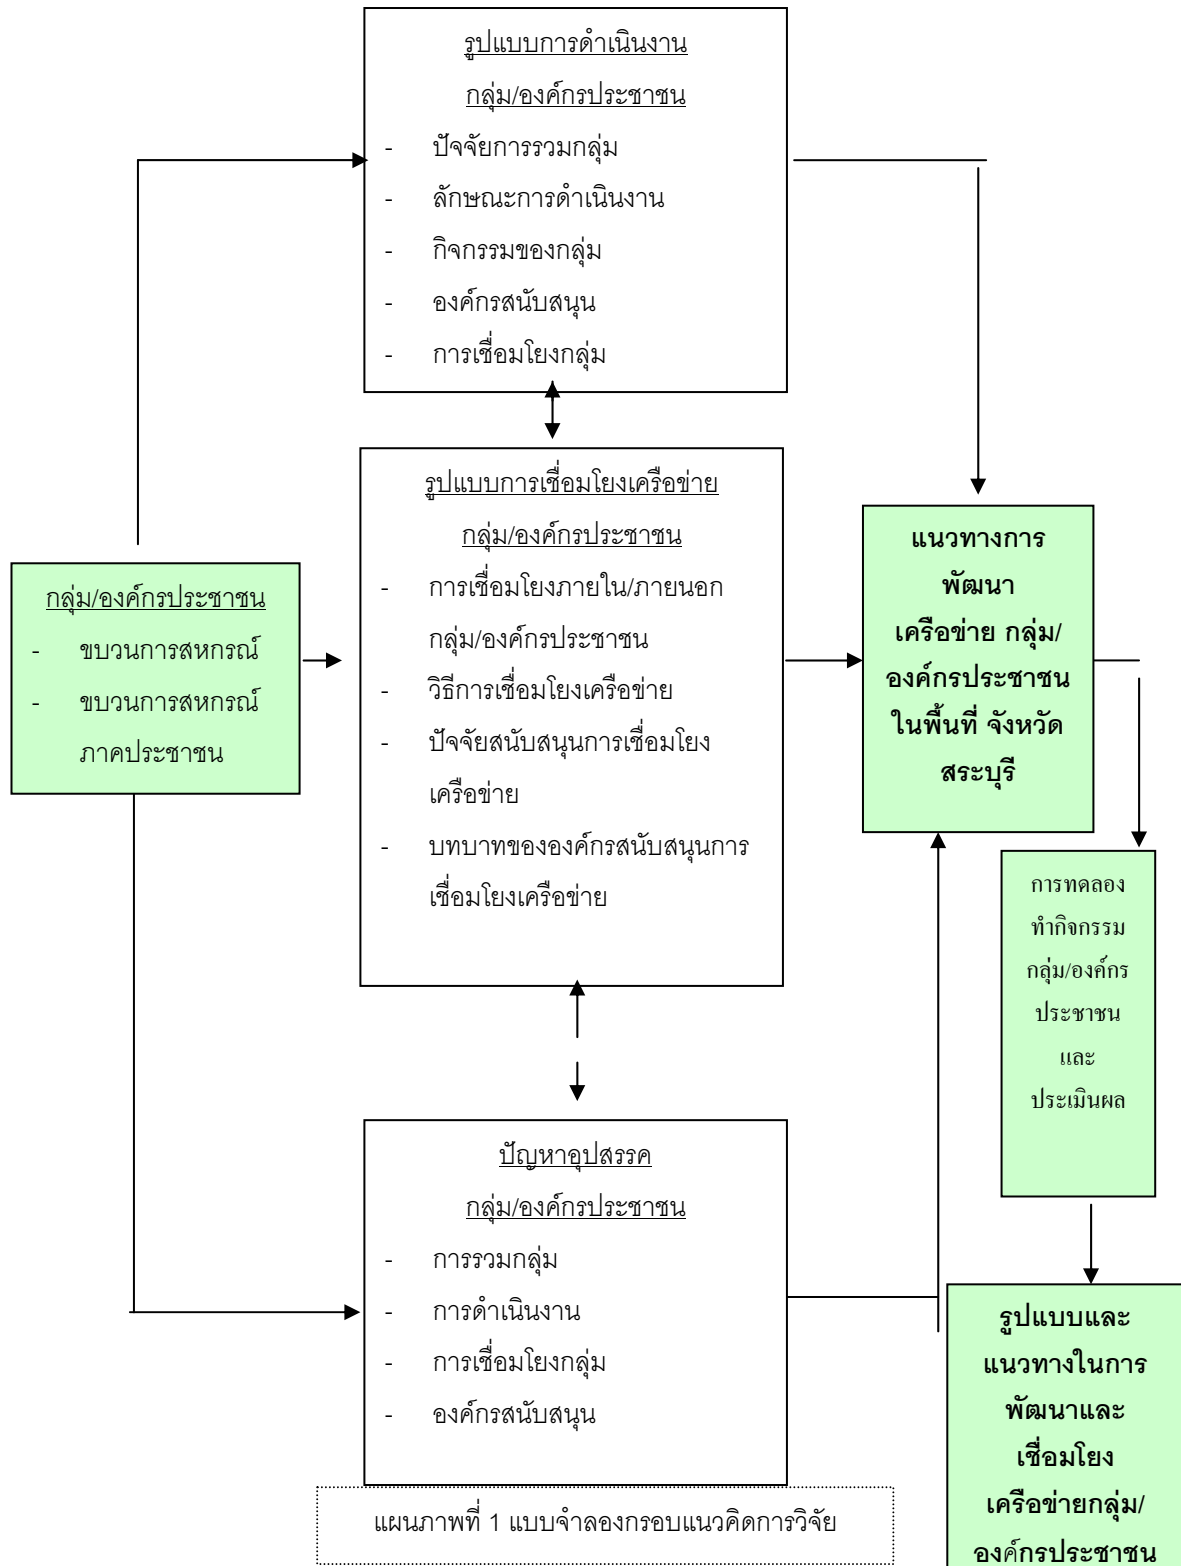 รูปแบบการดำเนินงาน
กลุ่ม/องค์กรประชาชน
- ปัจจัยการรวมกลุ่ม
- ลักษณะการดำเนินงาน
- กิจกรรมของกลุ่ม
- องค์กรสนับสนุน
- การเชื่อมโยงกลุ่ม
กลุ่ม/องค์กรประชาชน
- ขบวนการสหกรณ์
- ขบวนการสหกรณ์
ภาคประชาชน
รูปแบบการเชื่อมโยงเครือข่าย
กลุ่ม/องค์กรประชาชน
- การเชื่อมโยงภายใน/ภายนอก
กลุ่ม/องค์กรประชาชน
- วิธีการเชื่อมโยงเครือข่าย
- ปัจจัยสนับสนุนการเชื่อมโยง
เครือข่าย
- บทบาทขององค์กรสนับสนุนการ
เชื่อมโยงเครือข่าย
ปัญหาอุปสรรค
กลุ่ม/องค์กรประชาชน
- การรวมกลุ่ม
- การดำเนินงาน
- การเชื่อมโยงกลุ่ม
- องค์กรสนับสนุน
แนวทางการ
พัฒนา
เครือข่าย กลุ่ม/
องค์กรประชาชน
ในพื้นที่ จังหวัด
สระบุรี
การทดลอง
ทำกิจกรรม
กลุ่ม/องค์กร
ประชาชน
และ
ประเมินผล
รูปแบบและ
แนวทางในการ
พัฒนาและ
เชื่อมโยง
เครือข่ายกลุ่ม/
องค์กรประชาชน
แผนภาพที่ 1 แบบจำลองกรอบแนวคิดการวิจัย